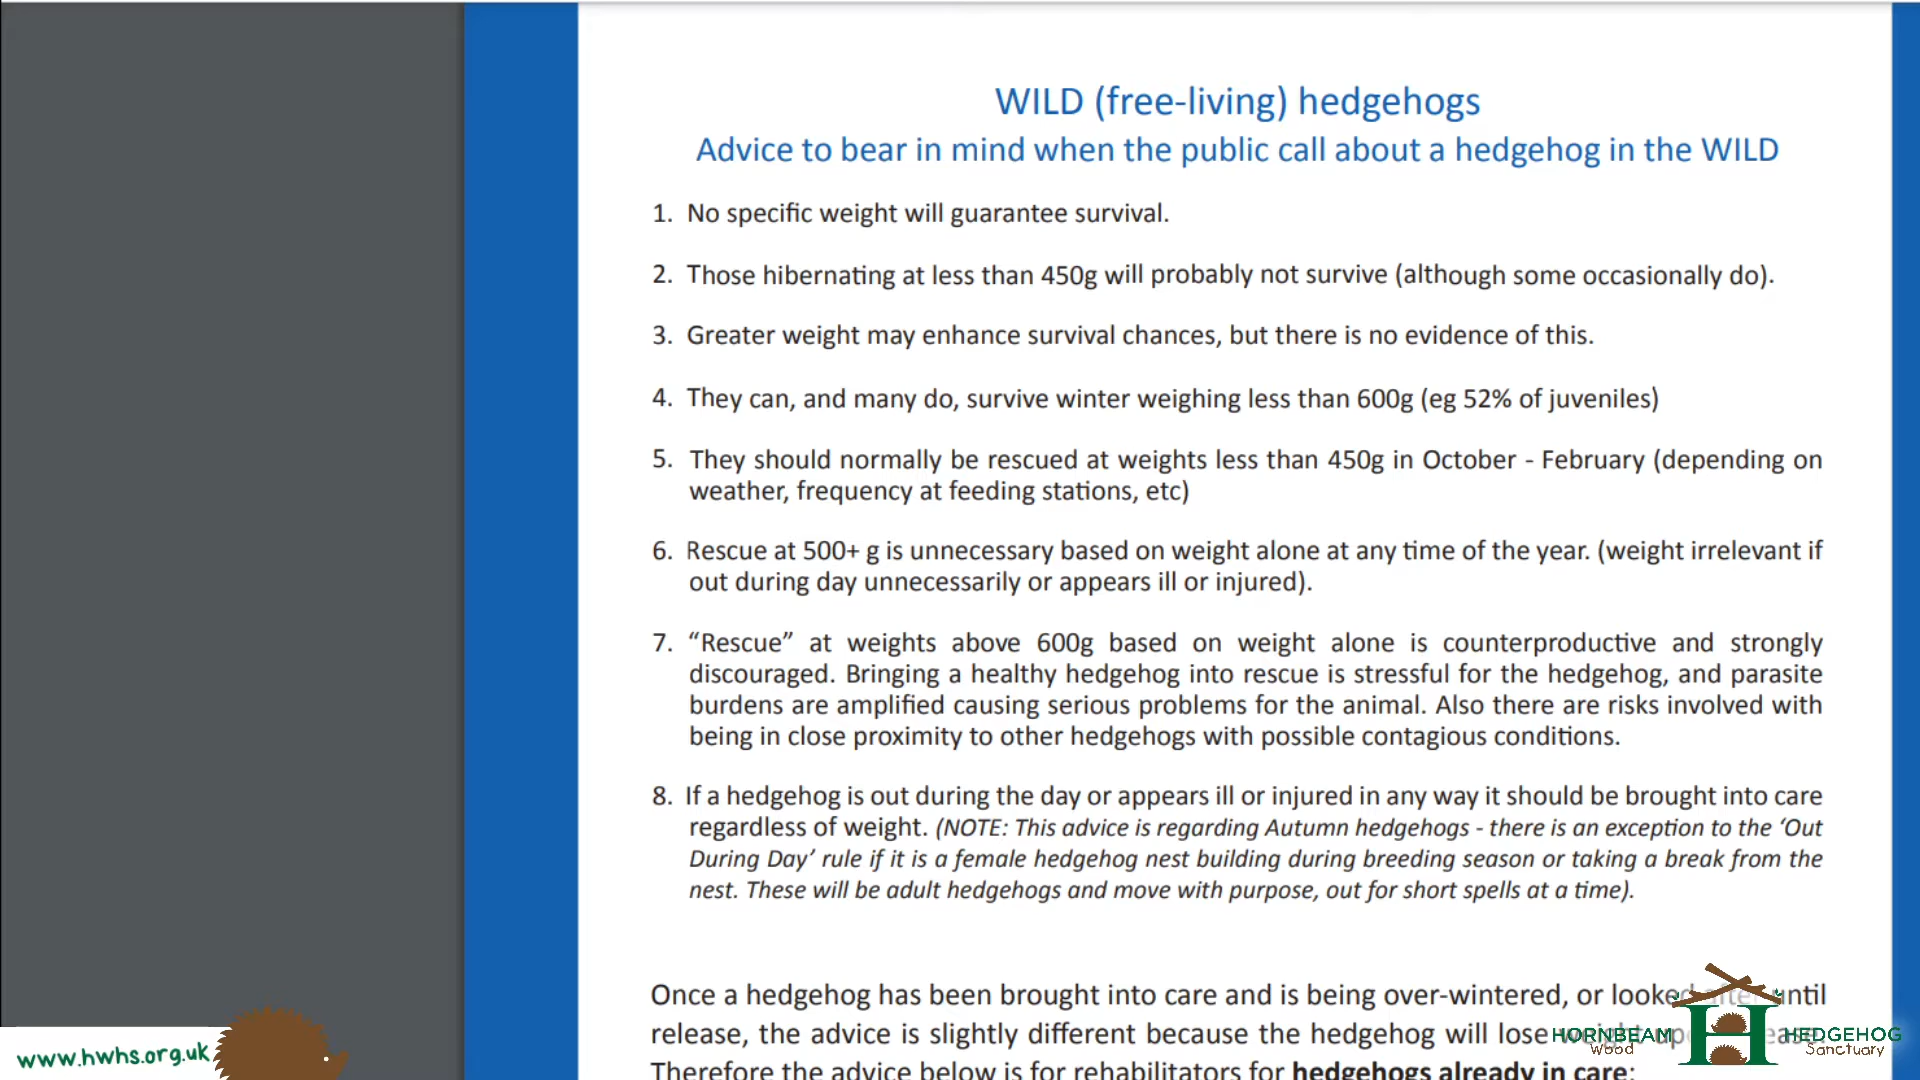 WILD (free-living) hedgehogs
Advice to bear in mind when the public call about a hedgehog in the WILD
1. No specific weight will guarantee survival.
2. Those hibernating at less than 450g will probably not survive (although some occasionally do).
3. Greater weight may enhance survival chances, but there is no evidence of this.
4. They can, and many do, survive winter weighing less than 600g (eg 52% of juveniles)
5. They should normally be rescued at weights less than 450g in October - February (depending on
weather, frequency at feeding stations, etc)
6. Rescue at 500+ g is unnecessary based on weight alone at any time of the year. (weight irrelevant if
out during day unnecessarily or appears ill or injured).
7. “Rescue” at weights above 600g based on weight alone is counterproductive and strongly
discouraged. Bringing a healthy hedgehog into rescue is stressful for the hedgehog, and parasite
burdens are amplified causing serious problems for the animal. Also there are risks involved with
being in close proximity to other hedgehogs with possible contagious conditions.
8. If a hedgehog is out during the day or appears ill or injured in any way it should be brought into care
regardless of weight. (NOTE: This advice is regarding Autumn hedgehogs - there is an exception to the ‘Out
During Day’ rule if it is a female hedgehog nest building during breeding season or taking a break from the
nest. These will be adult hedgehogs and move with purpose, out for short spells at a time).
Once a hedgehog has been brought into care and is being over-wintered, or looked after until
release, the advice is slightly different because the hedgehog will lose
Therefore the advice below is for rehabilitators for hedgehogs already in care:
www.hwhs.org.uk
HORNBEAM HEDGEHOG
Wood Sanctuary